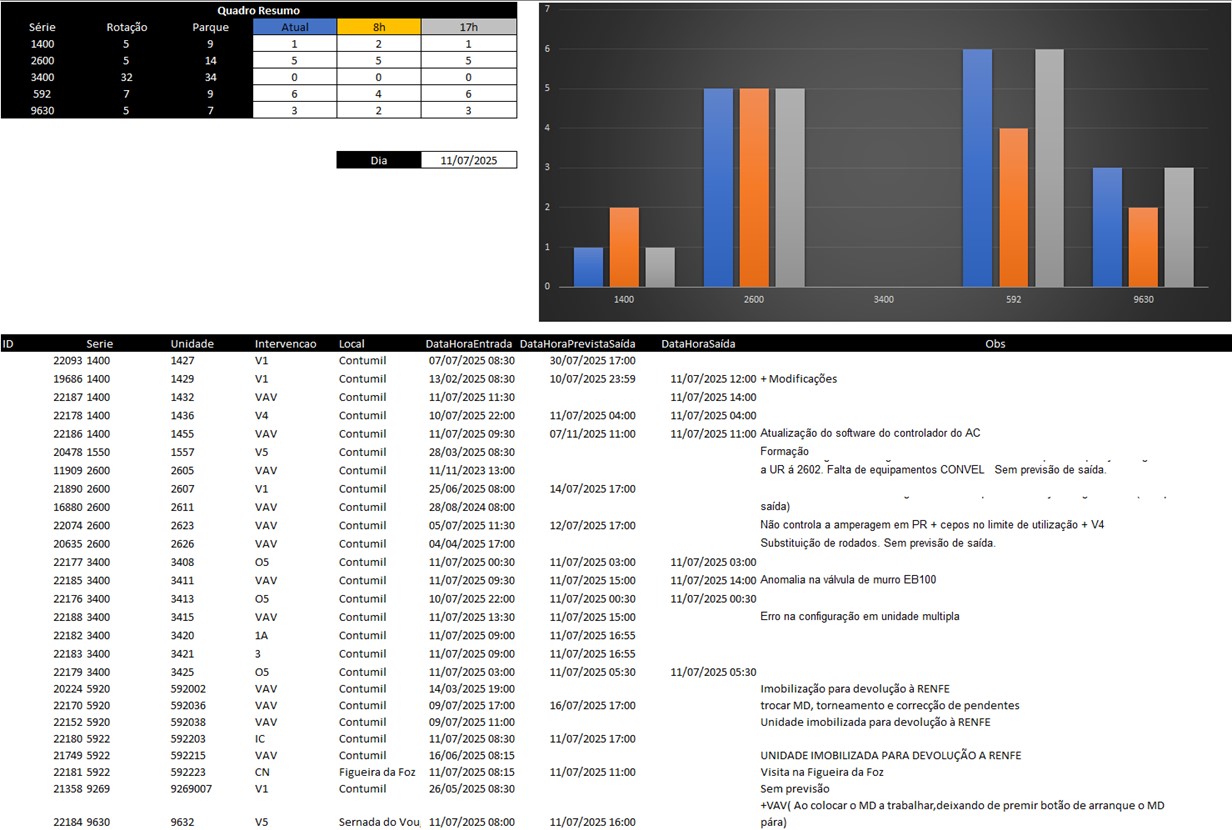 Quadro Resumo
Série Rotação Parque Atual 8h 17h
1400 5 9 1 2 1
2600 5 14 5 5 5
3400 32 34 0 0 0
592 7 9 6 4 6
9630 5 7 3 2 3
Dia 11/07/2025
7
6
5
4
3
2
1
0
1400 2600 3400 592 9630
ID Serie Unidade Intervencao Local DataHoraEntrada DataHoraPrevistaSaída DataHoraSaída Obs
22093 1400 1427 V1 Contumil 07/07/2025 08:30 30/07/2025 17:00
19686 1400 1429 V1 Contumil 13/02/2025 08:30 10/07/2025 23:59 11/07/2025 12:00 + Modificações
22187 1400 1432 VAV Contumil 11/07/2025 11:30 11/07/2025 14:00
22178 1400 1436 V4 Contumil 10/07/2025 22:00 11/07/2025 04:00 11/07/2025 04:00
22186 1400 1455 VAV Contumil 11/07/2025 09:30 07/11/2025 11:00 11/07/2025 11:00 Atualização do software do controlador do AC
20478 1550 1557 V5 Contumil 28/03/2025 08:30 Formação
11909 2600 2605 VAV Contumil 11/11/2023 13:00 a UR á 2602. Falta de equipamentos CONVEL Sem previsão de saída.
21890 2600 2607 V1 Contumil 25/06/2025 08:00 14/07/2025 17:00
16880 2600 2611 VAV Contumil 28/08/2024 08:00 saída)
22074 2600 2623 VAV Contumil 05/07/2025 11:30 12/07/2025 17:00 Não controla a amperagem em PR + cepos no limite de utilização + V4
20635 2600 2626 VAV Contumil 04/04/2025 17:00 Substituição de rodados. Sem previsão de saída.
22177 3400 3408 O5 Contumil 11/07/2025 00:30 11/07/2025 03:00 11/07/2025 03:00
22185 3400 3411 VAV Contumil 11/07/2025 09:30 11/07/2025 15:00 11/07/2025 14:00 Anomalia na válvula de murro EB100
22176 3400 3413 O5 Contumil 10/07/2025 22:00 11/07/2025 00:30 11/07/2025 00:30
22188 3400 3415 VAV Contumil 11/07/2025 13:30 11/07/2025 15:00 Erro na configuração em unidade multipla
22182 3400 3420 1A Contumil 11/07/2025 09:00 11/07/2025 16:55
22183 3400 3421 3 Contumil 11/07/2025 09:00 11/07/2025 16:55
22179 3400 3425 O5 Contumil 11/07/2025 03:00 11/07/2025 05:30 11/07/2025 05:30
20224 5920 592002 VAV Contumil 14/03/2025 19:00 Imobilização para devolução à RENFE
22170 5920 592036 VAV Contumil 09/07/2025 17:00 16/07/2025 17:00 trocar MD, torneamento e correcção de pendentes
22152 5920 592038 VAV Contumil 09/07/2025 11:00 Unidade imobilizada para devolução à RENFE
22180 5922 592203 IC Contumil 11/07/2025 08:30 11/07/2025 17:00
21749 5922 592215 VAV Contumil 16/06/2025 08:15 UNIDADE IMOBILIZADA PARA DEVOLUÇÃO A RENFE
22181 5922 592223 CN Figueira da Foz 11/07/2025 08:15 11/07/2025 11:00 Visita na Figueira da Foz
21358 9269 9269007 V1 Contumil 26/05/2025 08:30 Sem previsão
+VAV( Ao colocar o MD a trabalhar,deixando de premir botão de arranque o MD
22184 9630 9632 V5 Sernada do Vou 11/07/2025 08:00 11/07/2025 16:00 pára)